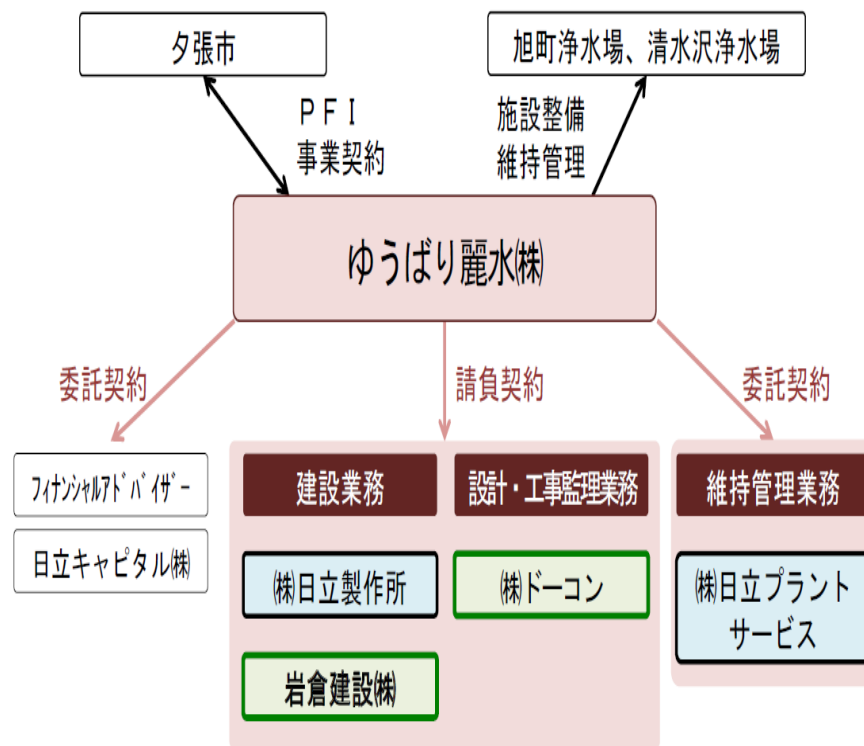 夕張市
旭町浄水場、清水沢浄水場
ＰＦＩ
事業契約
施設整備
維持管理
ゆうばり麗水㈱
委託契約
請負契約
委託契約
ﾌｨﾅﾝｼｬﾙｱﾄﾞﾊﾞｲｻﾞｰ
日立キャピタル㈱
建設業務
㈱日立製作所
岩倉建設㈱
設計・工事監理業務
㈱ドーコン
維持管理業務
㈱日立プラント
サービス